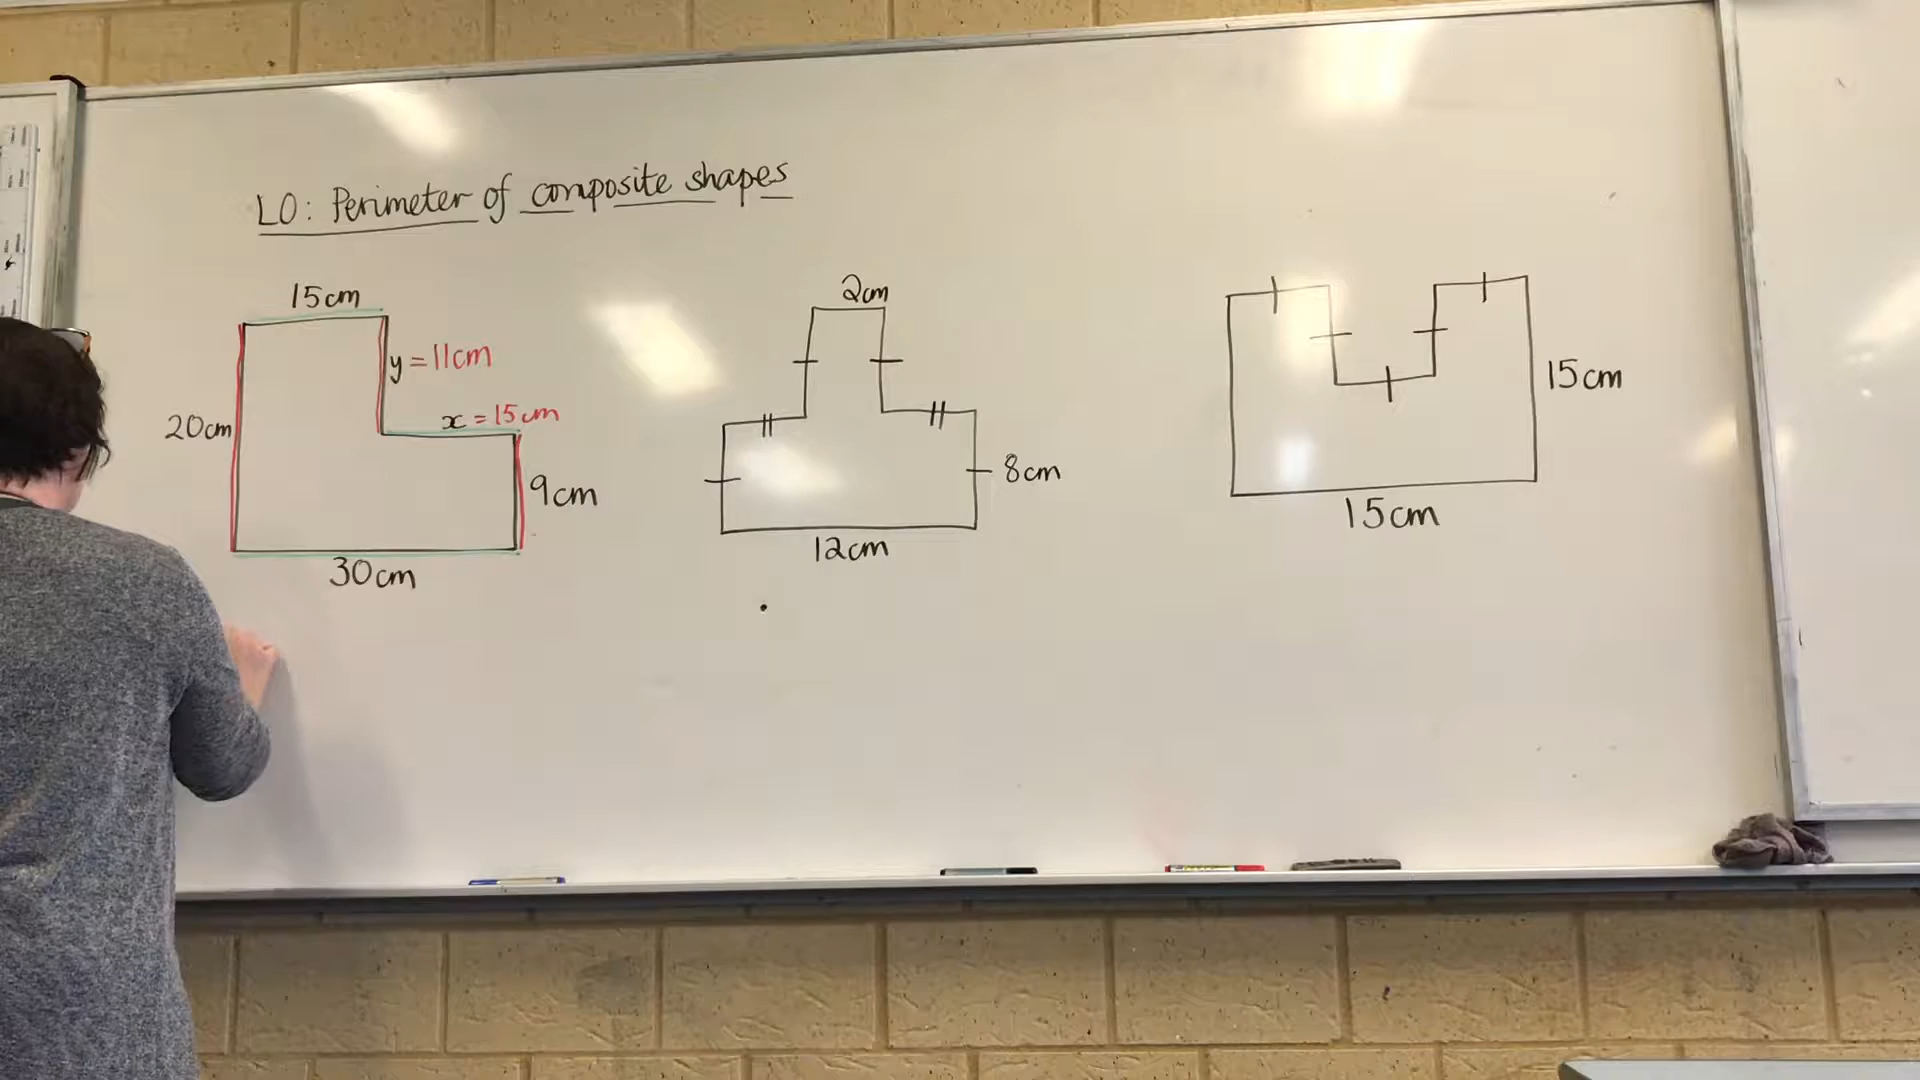 LO: Perimeter of composite shapes
15cm
y = 11cm
x = 15cm
20cm
9cm
30cm
2cm
8cm
12cm
15cm
15cm